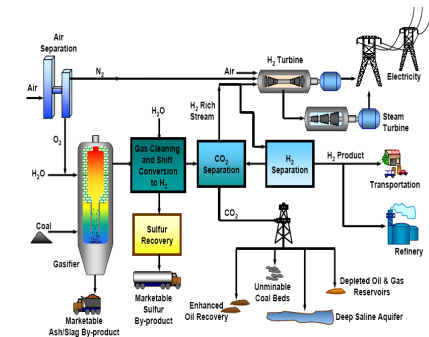 Air
Separation
Air
N2
O2
H2O
Coal
Gasifier
Marketable
Ash/Slag By-product
H2O
Gas Cleaning
and Shift
Conversion
to H2
Sulfur
Recovery
Marketable
Sulfur
By-product
H2 Rich
Stream
CO2
Separation
H2
Separation
CO2
Air
H2 Turbine
Electricity
Steam
Turbine
H2 Product
Transportation
Refinery
Enhanced
Oil Recovery
Unminable
Coal Beds
Deep Saline Aquifer
Depleted Oil & Gas
Reservoirs